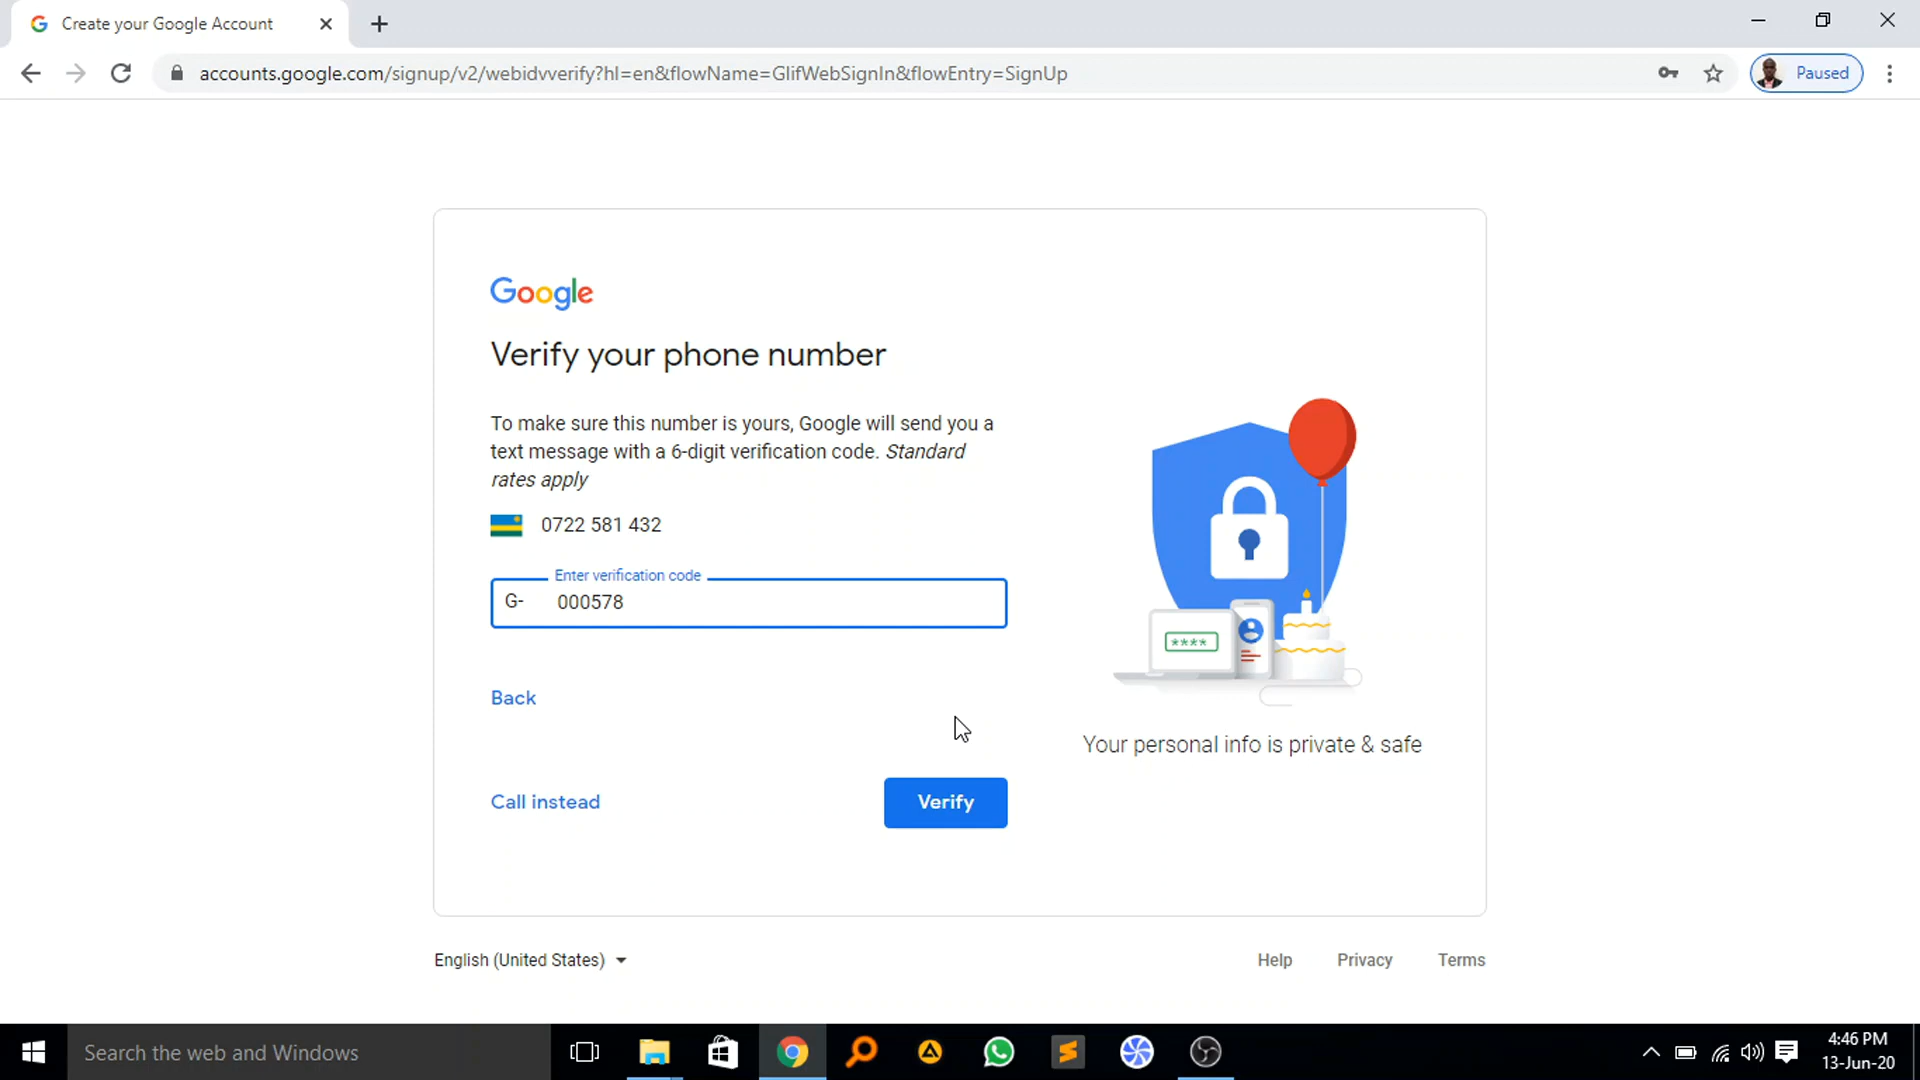 Create your Google Account
accounts.google.com/signup/v2/webidvverify?hl=en&flowName=GlifWebSignIn&flowEntry=SignUp
Paused
Google
Verify your phone number
To make sure this number is yours, Google will send you a
text message with a 6-digit verification code. Standard
rates apply
0722 581 432
Enter verification code
G- 000578
Back
Call instead
Verify
****
Your personal info is private & safe
English (United States)
Help
Privacy
Terms
Search the web and Windows
4:46 PM
13-Jun-20